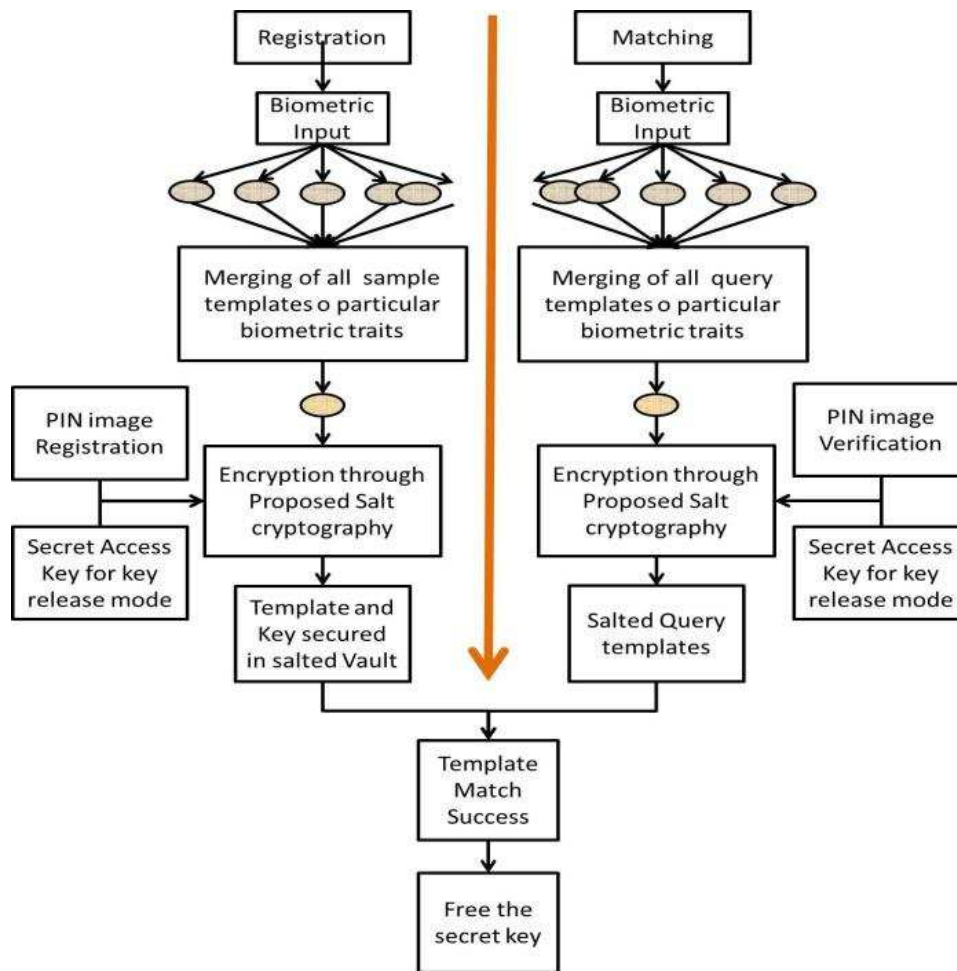 Registration
Biometric
Input
Merging of all sample
templates o particular
biometric traits
PIN image
Registration
Secret Access
Key for key
release mode
Encryption through
Proposed Salt
cryptography
Template and
Key secured
in salted Vault
Matching
Biometric
Input
Merging of all query
templates o particular
biometric traits
PIN image
Verification
Secret Access
Key for key
release mode
Encryption through
Proposed Salt
cryptography
Salted Query
templates
Template
Match
Success
Free the
secret key